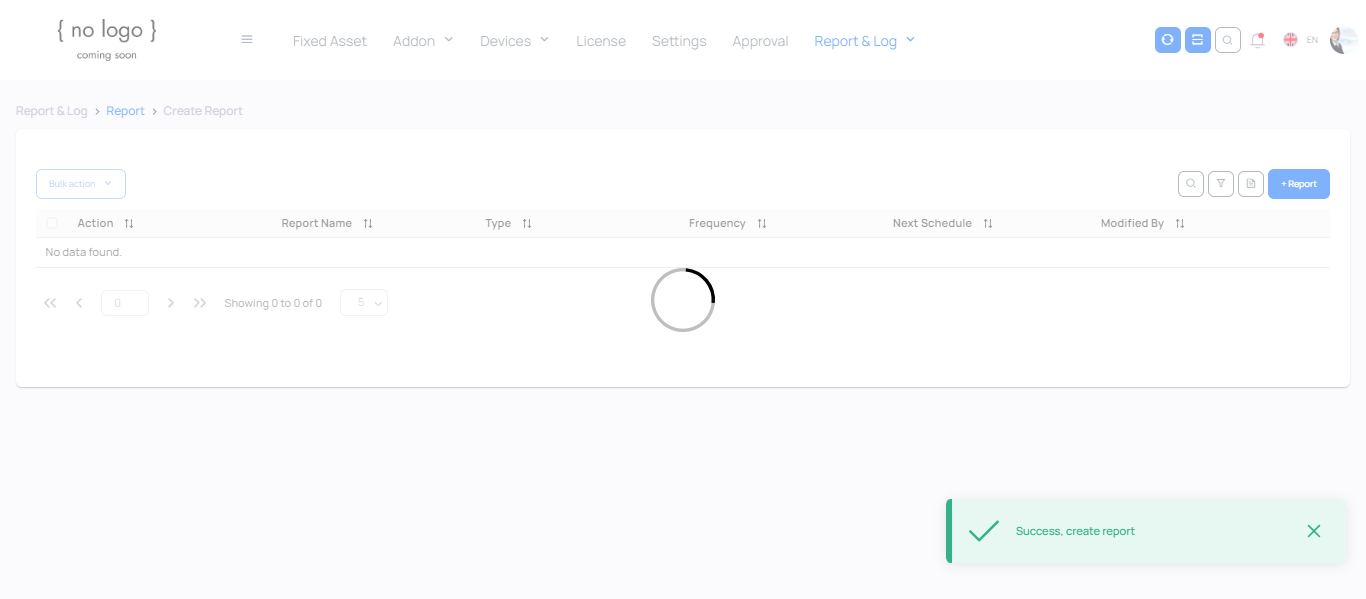 { no logo }
coming soon
Fixed Asset Addon Devices License Settings Approval Report & Log EN
Report & Log > Report > Create Report
Bulk action + Report
Action Report Name Type Frequency Next Schedule Modified By
No data found.
0 Showing 0 to 0 of 0 5
Success, create report